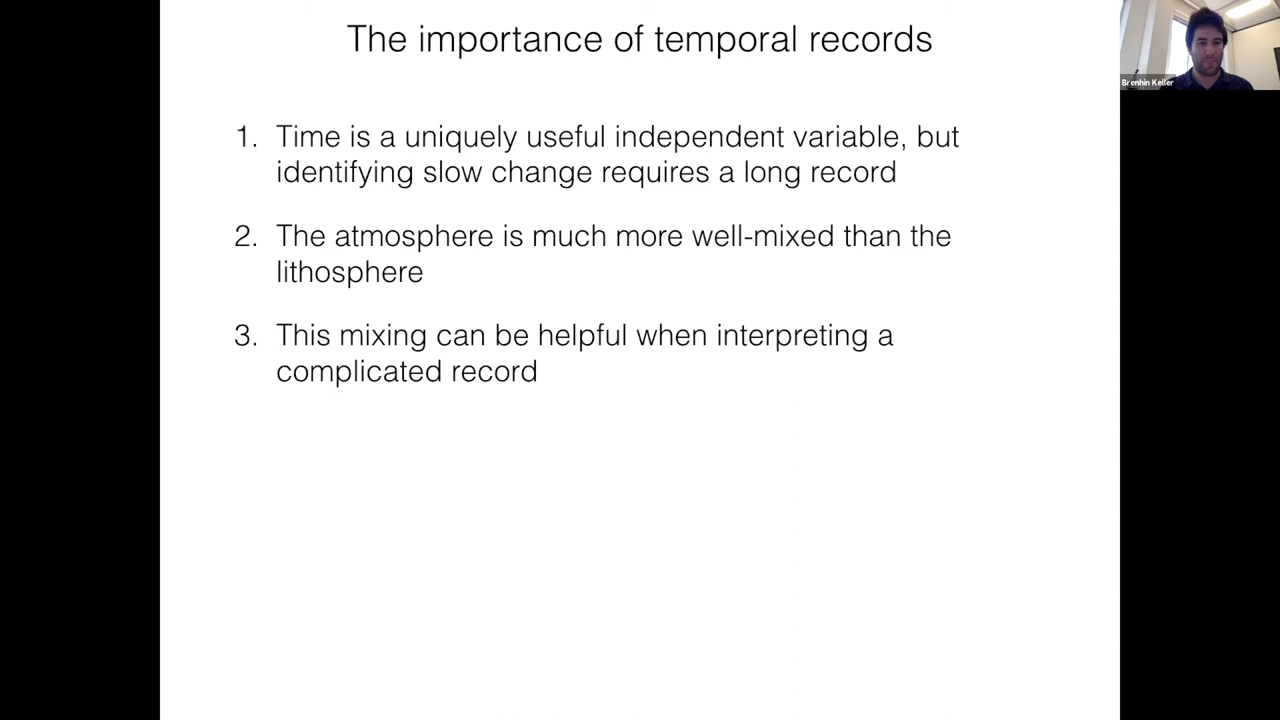 The importance of temporal records
Brenhin Keller
1. Time is a uniquely useful independent variable, but
identifying slow change requires a long record
2. The atmosphere is much more well-mixed than the
lithosphere
3. This mixing can be helpful when interpreting a
complicated record